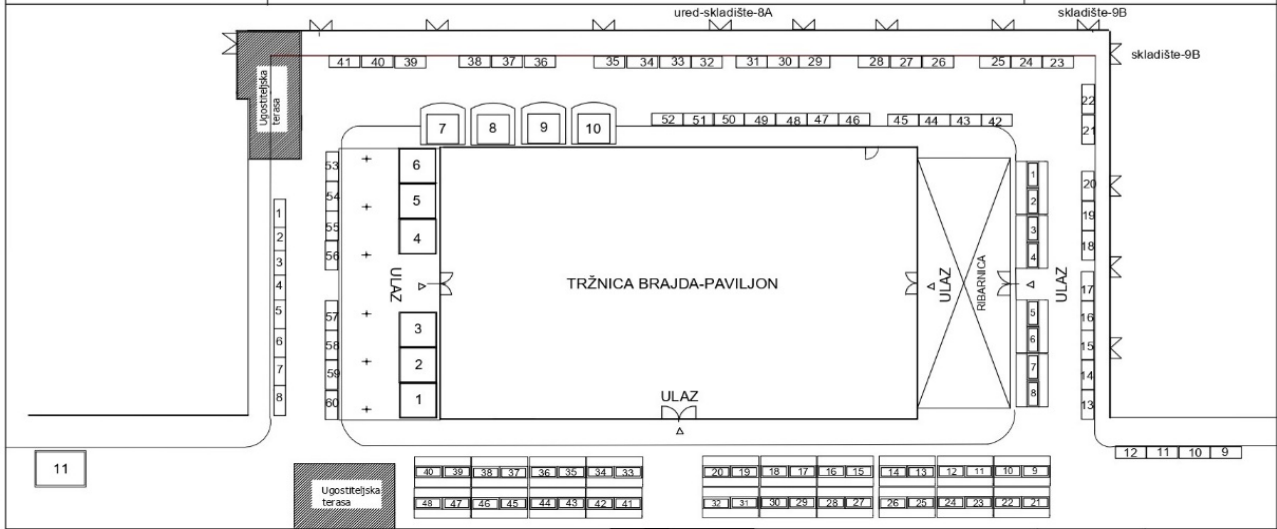 ured-skladište-8A
skladište-9B
skladište-9B
41 40 39 38 37 36 35 34 33 32 31 30 29 28 27 26 25 24 23
Ugostiteljska
terasa
22
21
7 8 9 10
52 51 50 49 48 47 46 45 44 43 42
53
54
55
56
6
5
4
1
2
3
4
20
19
18
1
2
3
4
5
6
7
8
ULAZ
TRŽNICA BRAJDA-PAVILJON
ULAZ
RIBARNICA
ULAZ
57
58
59
60
3
2
1
5
6
7
8
17
16
15
14
13
ULAZ
12 11 10 9
11
Ugostiteljska
terasa
40 39 38 37 36 35 34 33
48 47 46 45 44 43 42 41
20 19 18 17 16 15 14 13 12 11 10 9
32 31 30 29 28 27 26 25 24 23 22 21